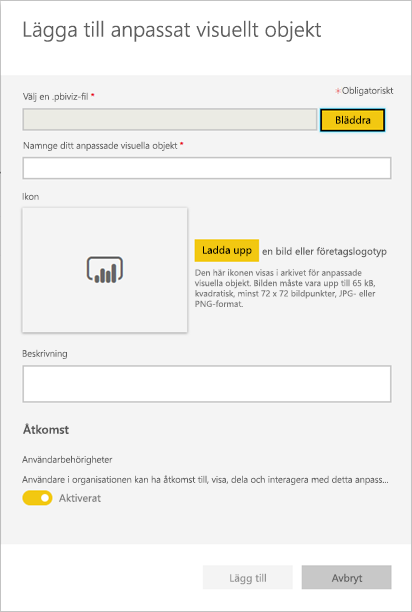 Lägga till anpassat visuellt objekt
*Obligatoriskt
Välj en .pbiviz-fil *
Bläddra
Namnge ditt anpassade visuella objekt *
Ikon
Ladda upp en bild eller företagslogotyp
Den här ikonen visas i arkivet för anpassade
visuella objekt. Bilden måste vara upp till 65 kB,
kvadratisk, minst 72 x 72 bildpunkter, JPG- eller
PNG-format.
Beskrivning
Åtkomst
Användarbehörigheter
Användare i organisationen kan ha åtkomst till, visa, dela och interagera med detta anpass...
Aktiverat
Lägg till
Avbryt